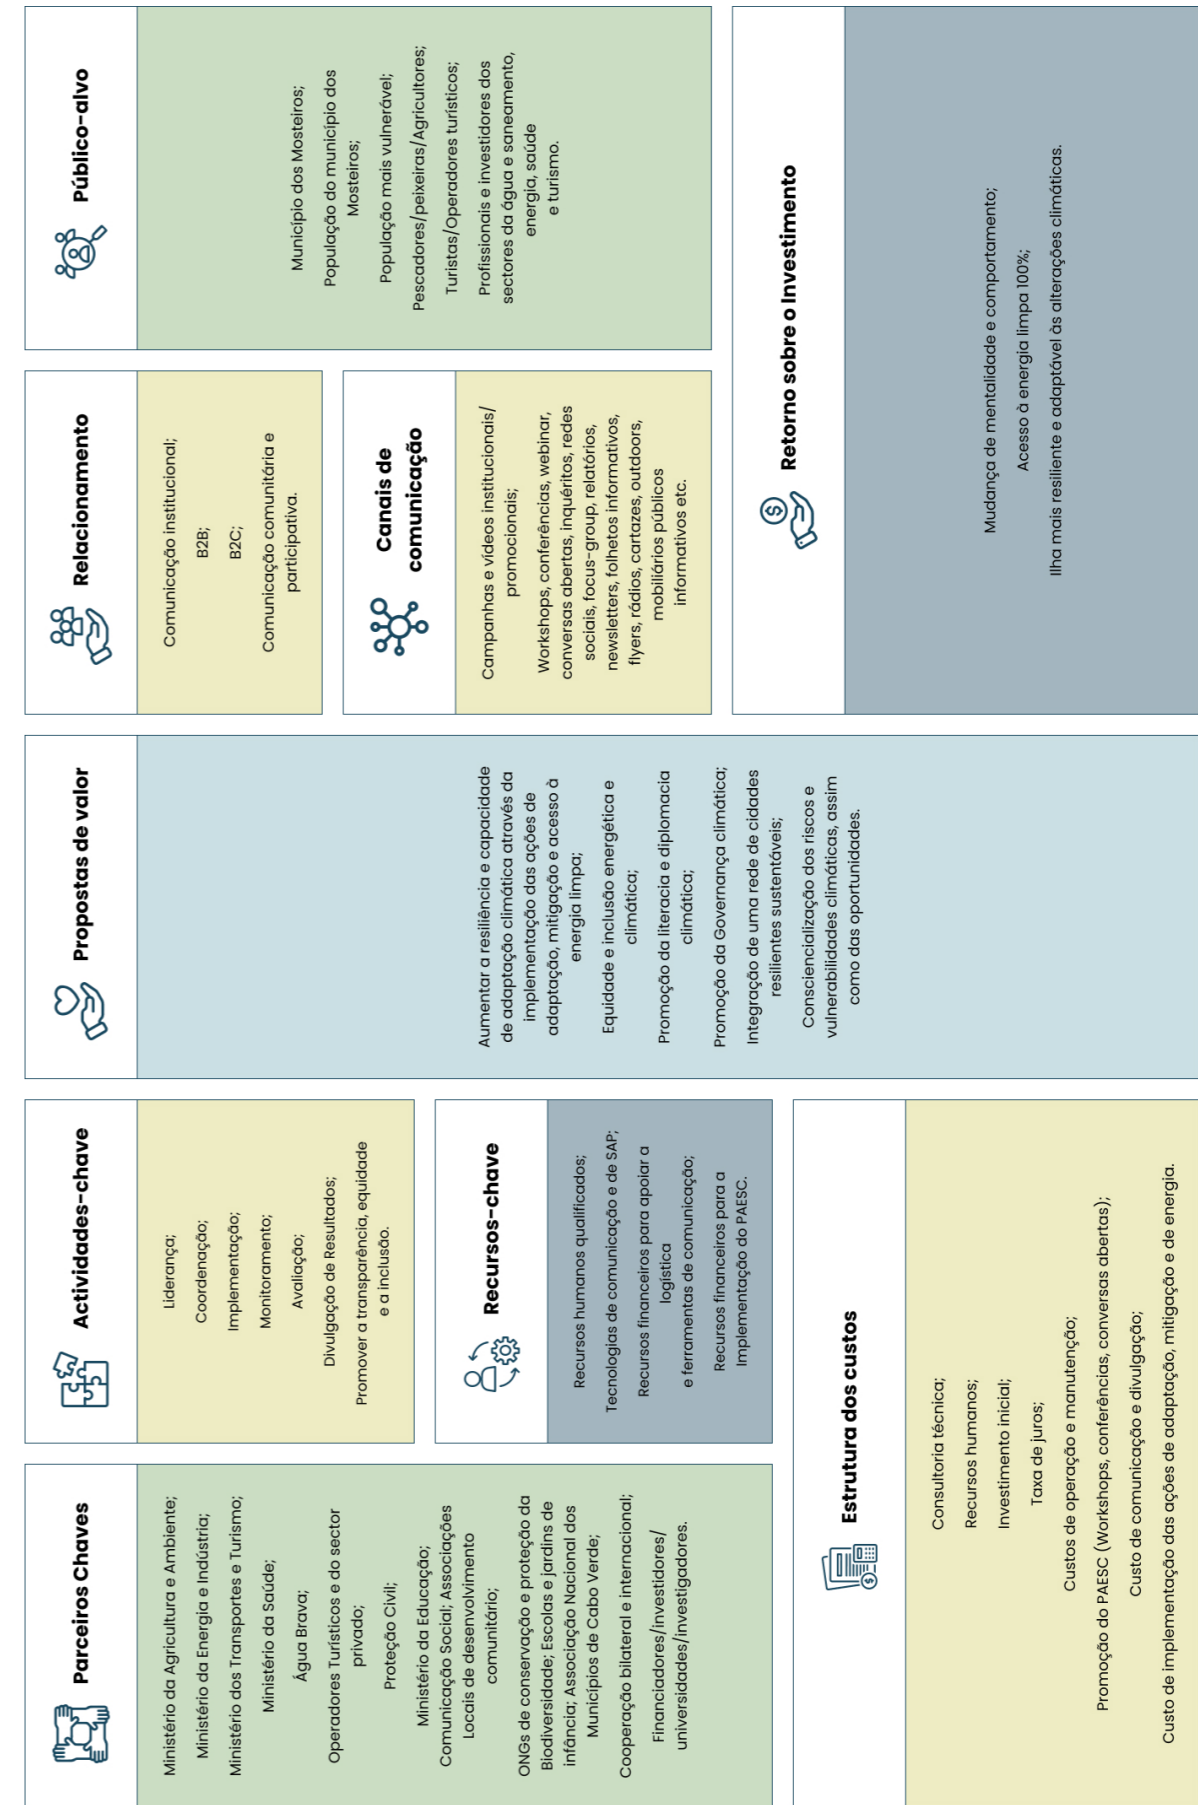 Parceiros Chaves
Ministério da Agricultura e Ambiente;
Ministério da Energia e Indústria;
Ministério dos Transportes e Turismo;
Ministério da Saúde;
Água Brava;
Operadores Turísticos e do sector
privado;
Proteção Civil;
Ministério da Educação;
Comunicação Social; Associações
Locais de desenvolvimento
comunitário;
ONGs de conservação e proteção da
Biodiversidade; Escolas e jardins de
infância; Associação Nacional dos
Municípios de Cabo Verde;
Cooperação bilateral e internacional;
Financiadores/investidores/
universidades/investigadores.
Actividades-chave
Liderança;
Coordenação;
Implementação;
Monitoramento;
Avaliação;
Divulgação de Resultados;
Promover a transparência, equidade
e a inclusão.
Recursos-chave
Recursos humanos qualificados;
Tecnologias de comunicação e de SAP;
Recursos financeiros para apoiar a
logística
e ferramentas de comunicação;
Recursos financeiros para a
Implementação do PAESC.
Propostas de valor
Aumentar a resiliência e capacidade
de adaptação climática através da
implementação das ações de
adaptação, mitigação e acesso à
energia limpa;
Equidade e inclusão energética e
climática;
Promoção da literacia e diplomacia
climática;
Promoção da Governança climática;
Integração de uma rede de cidades
resilientes sustentáveis;
Consciencialização dos riscos e
vulnerabilidades climáticas, assim
como das oportunidades.
Relacionamento
Comunicação institucional;
B2B;
B2C;
Comunicação comunitária e
participativa.
Canais de
comunicação
Campanhas e vídeos institucionais/
promocionais;
Workshops, conferências, webinar,
conversas abertas, inquéritos, redes
sociais, focus-group, relatórios,
newsletters, folhetos informativos,
flyers, rádios, cartazes, outdoors,
mobiliários públicos
informativos etc.
Público-alvo
Município dos Mosteiros;
População do município dos
Mosteiros;
População mais vulnerável;
Pescadores/peixeiras/Agricultores;
Turistas/Operadores turísticos;
Profissionais e investidores dos
sectores da água e saneamento,
energia, saúde
e turismo.
Estrutura dos custos
Consultoria técnica;
Recursos humanos;
Investimento inicial;
Taxa de juros;
Custos de operação e manutenção;
Promoção do PAESC (Workshops, conferências, conversas abertas);
Custo de comunicação e divulgação;
Custo de implementação das ações de adaptação, mitigação e de energia.
Retorno sobre o Investimento
Mudança de mentalidade e comportamento;
Acesso à energia limpa 100%;
Ilha mais resiliente e adaptável às alterações climáticas.